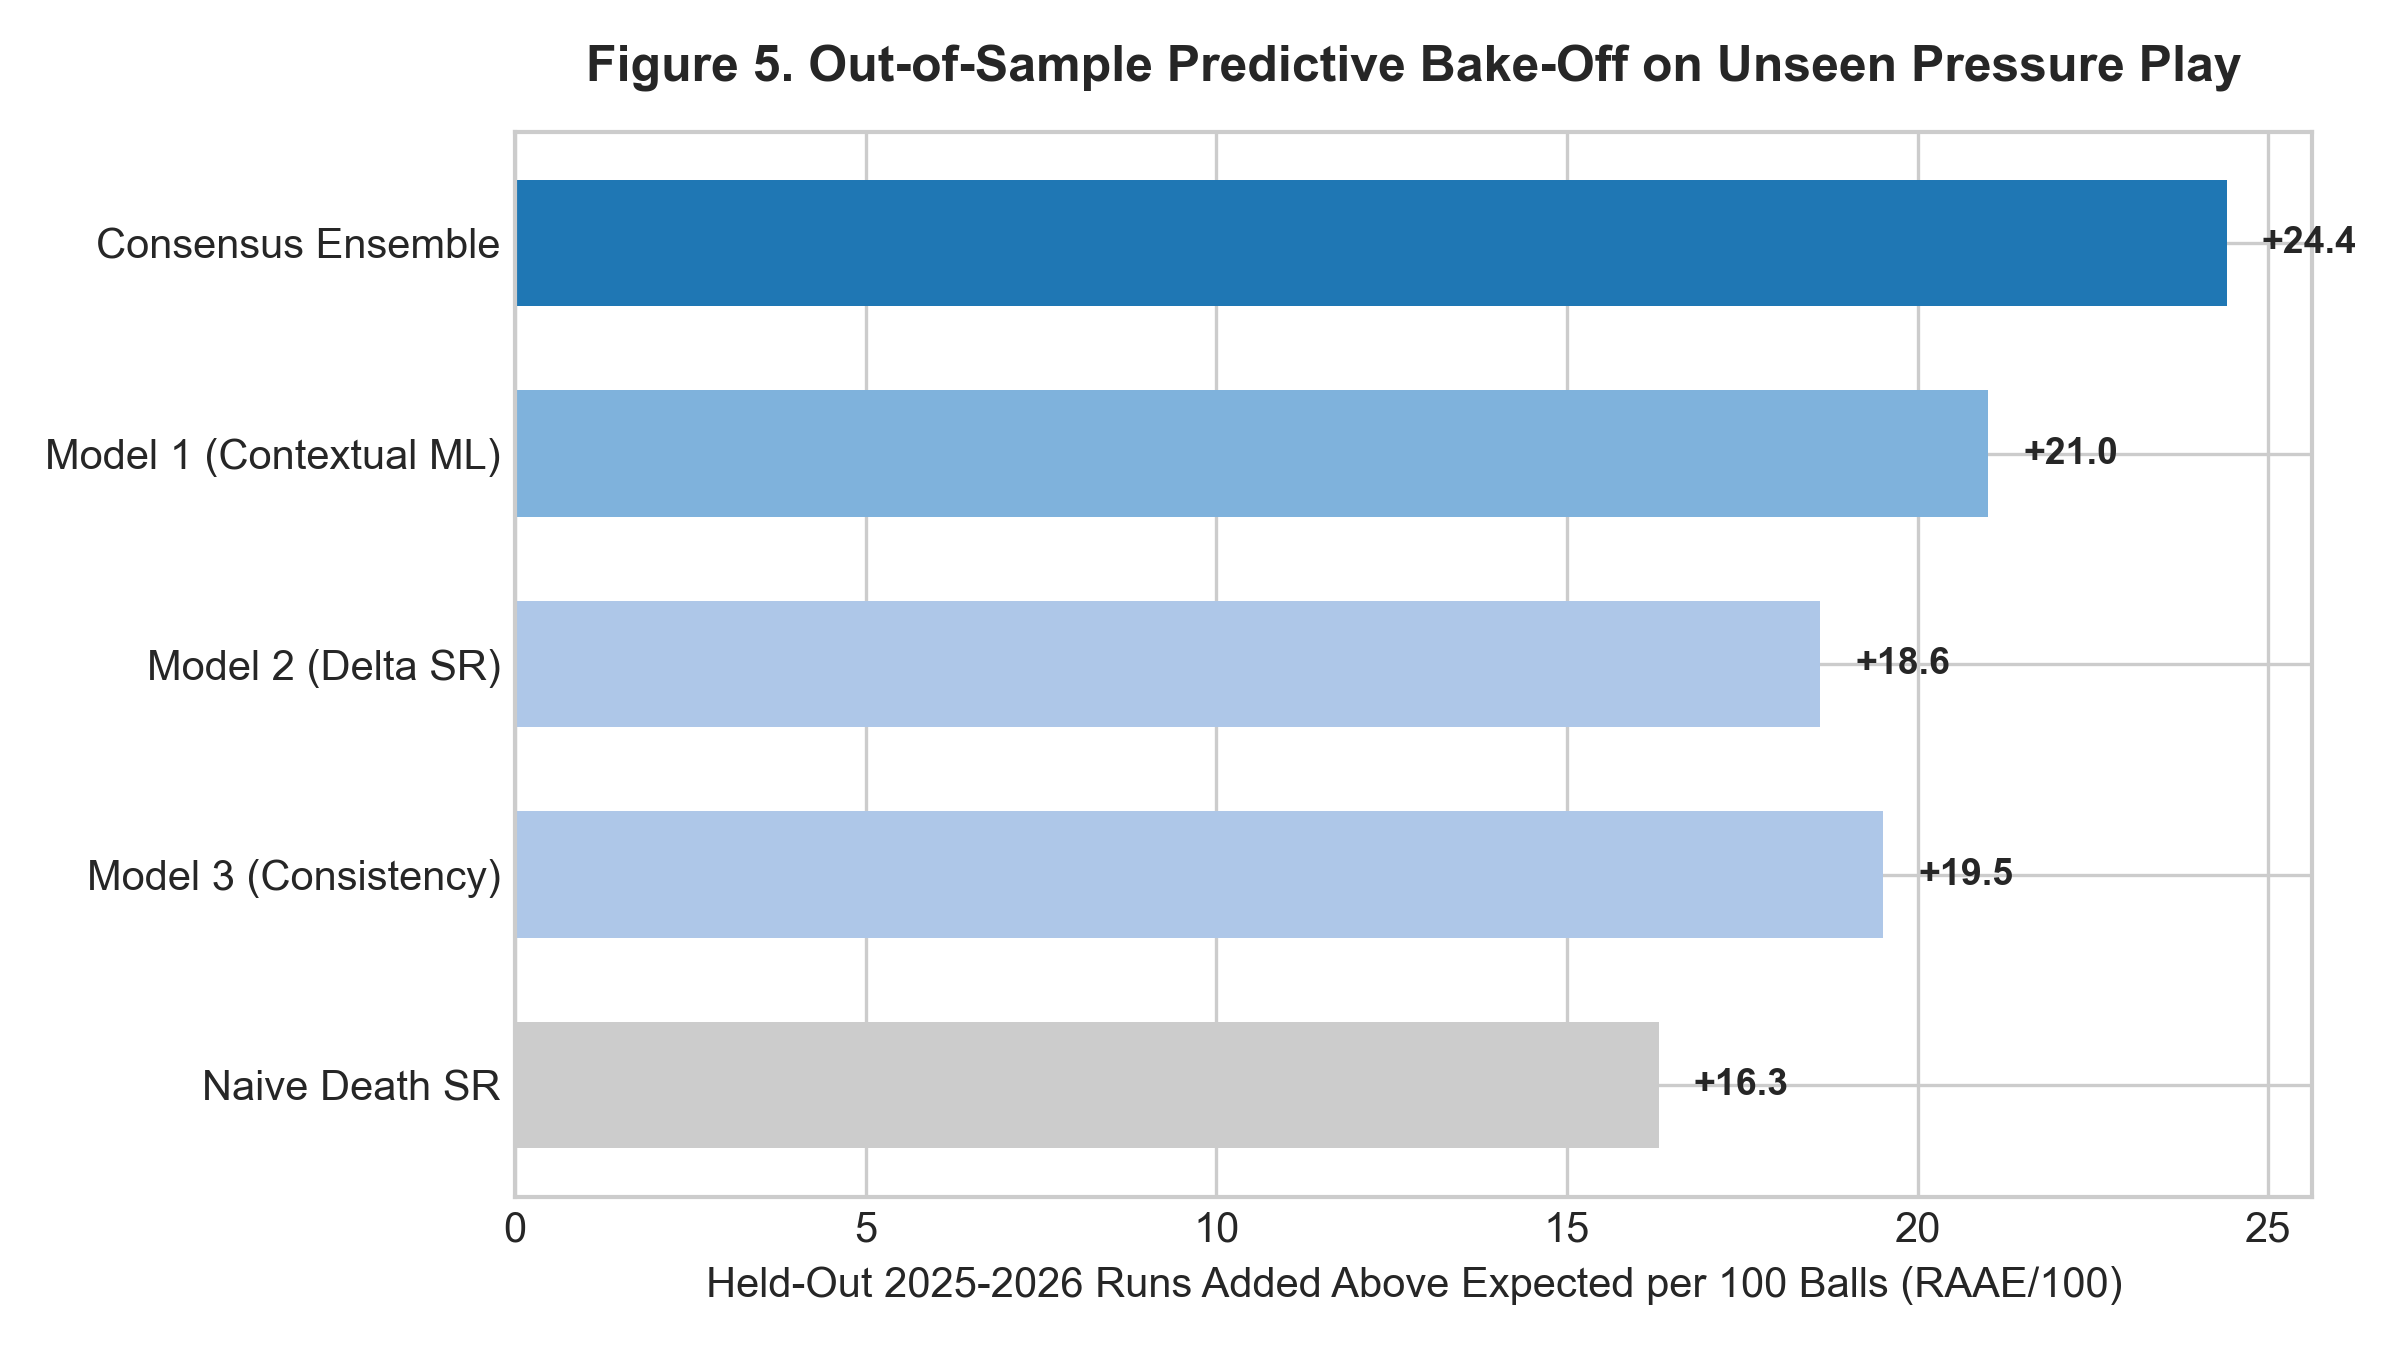 Figure 5. Out-of-Sample Predictive Bake-Off on Unseen Pressure Play
Consensus Ensemble
+24.4
Model 1 (Contextual ML)
+21.0
Model 2 (Delta SR)
+18.6
Model 3 (Consistency)
+19.5
Naive Death SR
+16.3
0 5 10 15 20 25
Held-Out 2025-2026 Runs Added Above Expected per 100 Balls (RAAE/100)